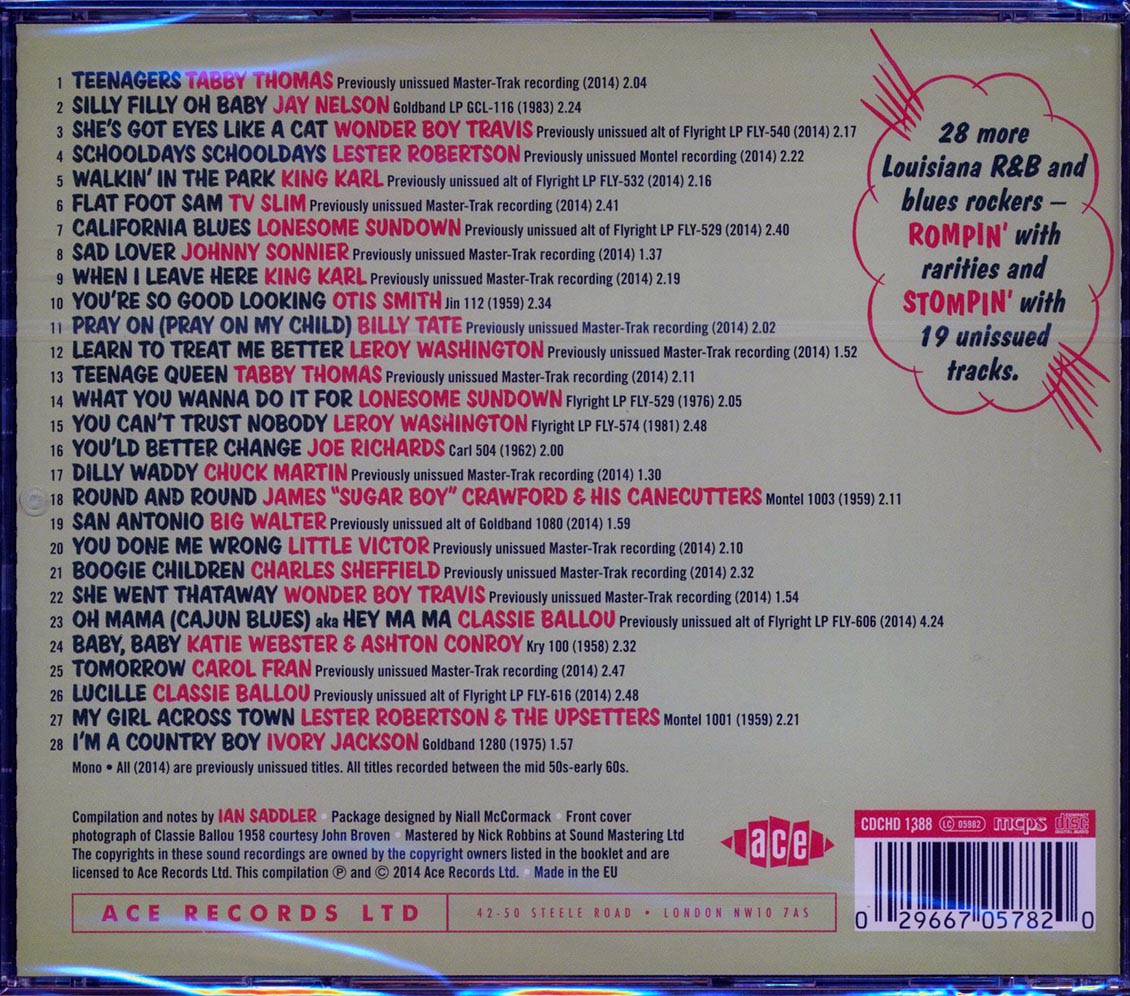 1 TEENAGERS TABBY THOMAS Previously unissued Master-Trak recording (2014) 2.04
2 SILLY FILLY OH BABY JAY NELSON Goldband LP GCL-116 (1983) 2.24
3 SHE'S GOT EYES LIKE A CAT WONDER BOY TRAVIS Previously unissued alt of Flyright LP FLY-540 (2014) 2.17
4 SCHOOLDAYS SCHOOLDAYS LESTER ROBERTSON Previously unissued Montel recording (2014) 2.22
5 WALKIN' IN THE PARK KING KARL Previously unissued alt of Flyright LP FLY-532 (2014) 2.16
6 FLAT FOOT SAM TV SLIM Previously unissued Master-Trak recording (2014) 2.41
7 CALIFORNIA BLUES LONESOME SUNDOWN Previously unissued alt of Flyright LP FLY-529 (2014) 2.40
8 SAD LOVER JOHNNY SONNIER Previously unissued Master-Trak recording (2014) 1.37
9 WHEN I LEAVE HERE KING KARL Previously unissued Master-Trak recording (2014) 2.19
10 YOU'RE SO GOOD LOOKING OTIS SMITH Jin 112 (1959) 2.34
11 PRAY ON (PRAY ON MY CHILD) BILLY TATE Previously unissued Master-Trak recording (2014) 2.02
12 LEARN TO TREAT ME BETTER LEROY WASHINGTON Previously unissued Master-Trak recording (2014) 1.52
13 TEENAGE QUEEN TABBY THOMAS Previously unissued Master-Trak recording (2014) 2.11
14 WHAT YOU WANNA DO IT FOR LONESOME SUNDOWN Flyright LP FLY-529 (1976) 2.05
15 YOU CAN'T TRUST NOBODY LEROY WASHINGTON Flyright LP FLY-574 (1981) 2.48
16 YOU'LD BETTER CHANGE JOE RICHARDS Carl 504 (1962) 2.00
17 DILLY WADDY CHUCK MARTIN Previously unissued Master-Trak recording (2014) 1.30
18 ROUND AND ROUND JAMES "SUGAR BOY" CRAWFORD & HIS CANECUTTERS Montel 1003 (1959) 2.11
19 SAN ANTONIO BIG WALTER Previously unissued alt of Goldband 1080 (2014) 1.59
20 YOU DONE ME WRONG LITTLE VICTOR Previously unissued Master-Trak recording (2014) 2.10
21 BOOGIE CHILDREN CHARLES SHEFFIELD Previously unissued Master-Trak recording (2014) 2.32
22 SHE WENT THATAWAY WONDER BOY TRAVIS Previously unissued Master-Trak recording (2014) 1.54
23 OH MAMA (CAJUN BLUES) aka HEY MA MA CLASSIE BALLOU Previously unissued alt of Flyright LP FLY-606 (2014) 4.24
24 BABY, BABY KATIE WEBSTER & ASHTON CONROY Kry 100 (1958) 2.32
25 TOMORROW CAROL FRAN Previously unissued Master-Trak recording (2014) 2.47
26 LUCILLE CLASSIE BALLOU Previously unissued alt of Flyright LP FLY-616 (2014) 2.48
27 MY GIRL ACROSS TOWN LESTER ROBERTSON & THE UPSETTERS Montel 1001 (1959) 2.21
28 I'M A COUNTRY BOY IVORY JACKSON Goldband 1280 (1975) 1.57
Mono • All (2014) are previously unissued titles. All titles recorded between the mid 50s-early 60s.
28 more
Louisiana R&B and
blues rockers –
ROMPIN' with
rarities and
STOMPIN' with
19 unissued
tracks.
Compilation and notes by IAN SADDLER • Package designed by Niall McCormack • Front cover
photograph of Classie Ballou 1958 courtesy John Broven • Mastered by Nick Robbins at Sound Mastering Ltd
The copyrights in these sound recordings are owned by the copyright owners listed in the booklet and are
licensed to Ace Records Ltd. This compilation ℗ and © 2014 Ace Records Ltd. • Made in the EU
ace
CDCHD 1388 LC 05982 mcps COMPACT disc DIGITAL AUDIO
0 29667 05782 0
ACE RECORDS LTD 42-50 STEELE ROAD • LONDON NW10 7AS